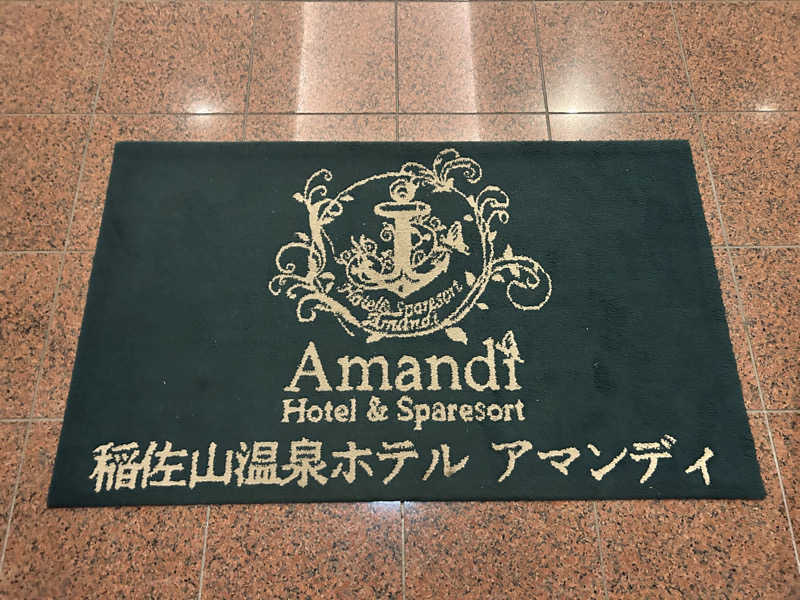 Hotel& Sparesort
Amandi
Amandi
Hotel & Sparesort
稲佐山温泉ホテル アマンディ